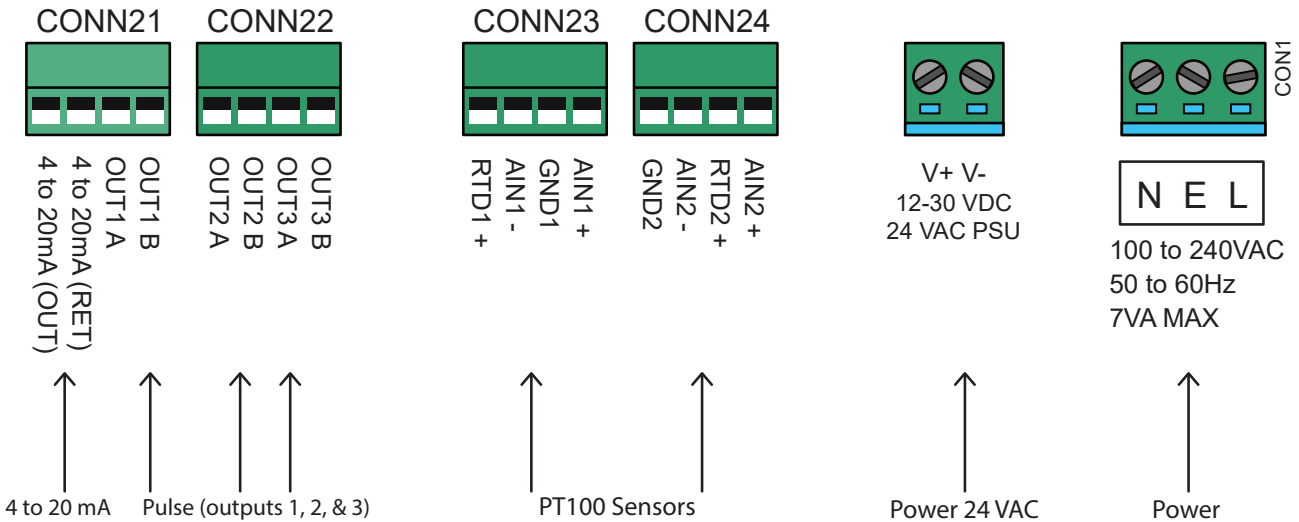 CONN21
CONN22
CONN23
CONN24
CON1
4 to 20mA (OUT)
4 to 20mA (RET)
OUT1 A
OUT1 B
OUT2 A
OUT2 B
OUT3 A
OUT3 B
RTD1 +
AIN1 -
GND1
AIN1 +
GND2
AIN2 -
RTD2 +
AIN2 +
V+ V-
12-30 VDC
24 VAC PSU
N E L
100 to 240VAC
50 to 60Hz
7VA MAX
4 to 20 mA
Pulse (outputs 1, 2, & 3)
PT100 Sensors
Power 24 VAC
Power